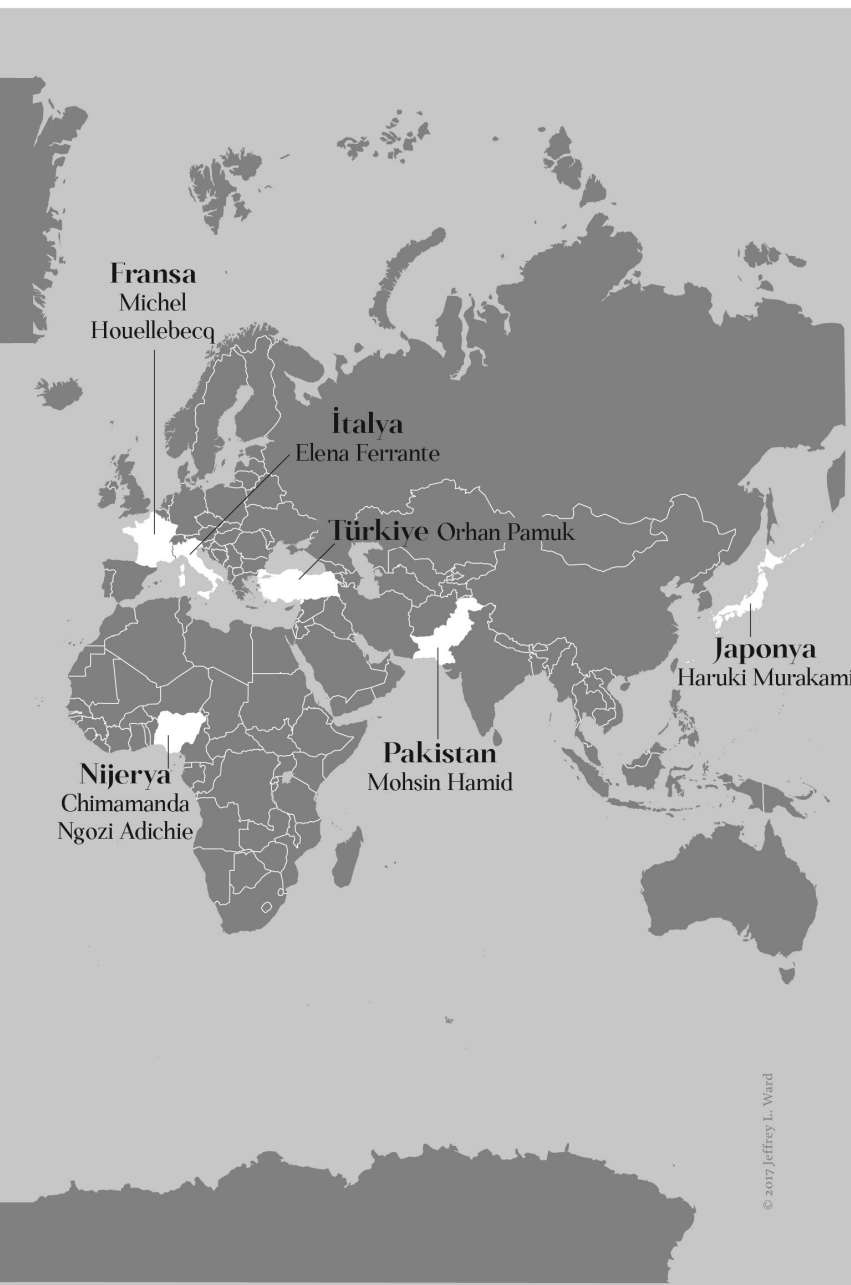 Fransa
Michel
Houellebecq
İtalya
Elena Ferrante
Türkiye Orhan Pamuk
Japonya
Haruki Murakami
Pakistan
Mohsin Hamid
Nijerya
Chimamanda
Ngozi Adichie
© 2017 Jeffrey L. Ward